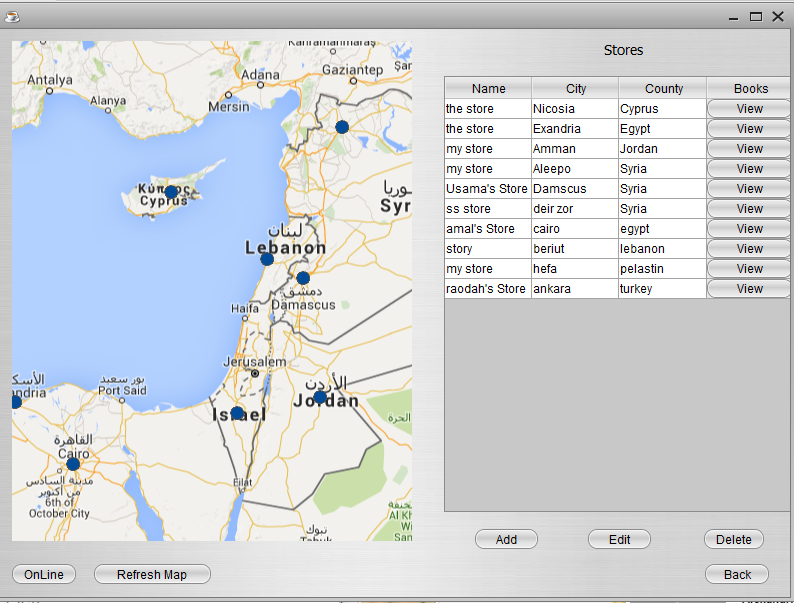 Kahramanmaraş
Antalya
Adana
Gaziantep
Alanya
Mersin
Κύπρος
Cyprus
لبنان
Lebanon
دمشق
Damascus
Haifa
Jerusalem
بور سعيد
Port Said
الأردن
Jordan
Israel
القاهرة
Cairo
مدينة السادس
من أكتوبر
6th of
October City
Eilat
تبوك
سوريا
Syr
ndria
Stores
Name City County Books
the store Nicosia Cyprus View
the store Exandria Egypt View
my store Amman Jordan View
my store Aleepo Syria View
Usama's Store Damscus Syria View
ss store deir zor Syria View
amal's Store cairo egypt View
story beriut lebanon View
my store hefa pelastin View
raodah's Store ankara turkey View
Add Edit Delete
OnLine Refresh Map Back